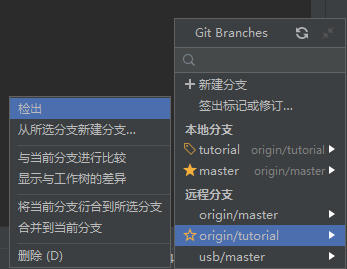 Git Branches
新建分支
签出标记或修订...
本地分支
tutorial origin/tutorial
master origin/master
远程分支
origin/master
origin/tutorial
usb/master
检出
从所选分支新建分支...
与当前分支进行比较
显示与工作树的差异
将当前分支衍合到所选分支
合并到当前分支
删除 (D)